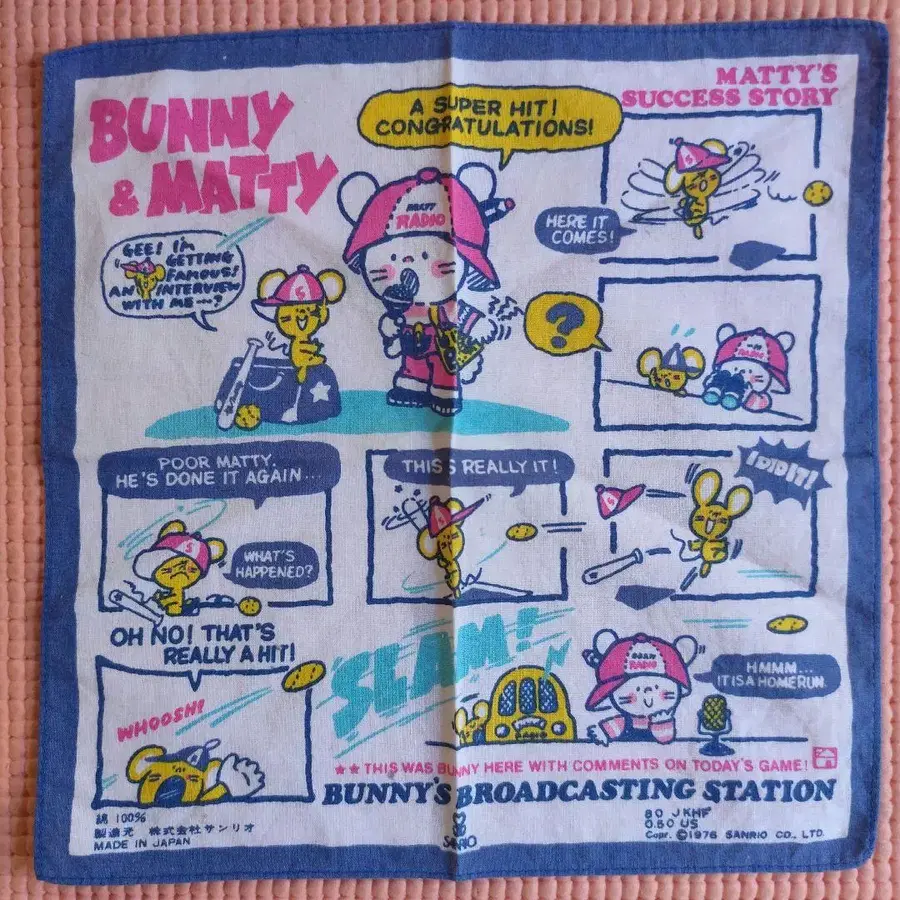 BUNNY
& MATTY
A SUPER HIT!
CONGRATULATIONS!
MATTY'S
SUCCESS STORY
GEE! I'm
GETTING
FAMOUS!
AN INTERVIEW
WITH ME---?
S
RADIO
HERE IT
COMES!
?
POOR MATTY.
HE'S DONE IT AGAIN...
S
WHAT'S
HAPPENED?
THIS IS REALLY IT!
S
I DID IT!
S
OH NO! THAT'S
REALLY A HIT!
WHOOSH!
SLAM!
RADIO
RADIO
HMMM...
IT IS A HOMERUN.
★★ THIS WAS BUNNY HERE WITH COMMENTS ON TODAY'S GAME!
BUNNY'S BROADCASTING STATION
綿 100%
製造元 株式会社サンリオ
MADE IN JAPAN
SANRIO
80 JKHF
0.50 US
Copr. ©1976 SANRIO CO., LTD.